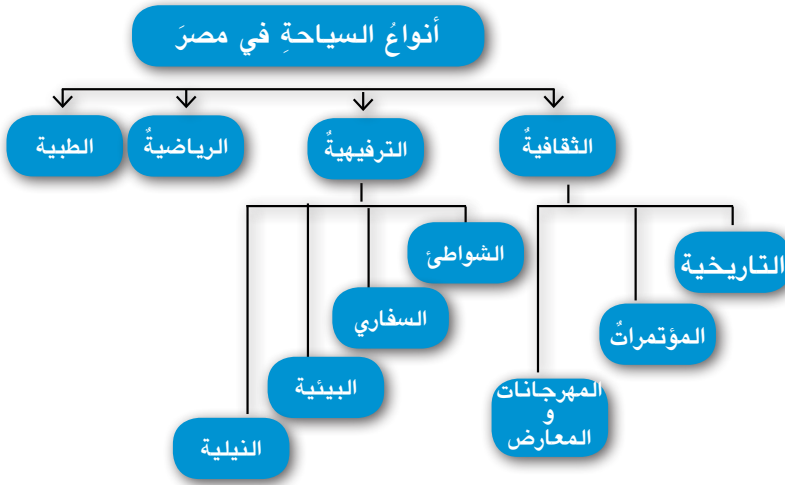 أنواعُ السياحةِ في مصرَ
الثقافيةٌ
الترفيهيةٌ
الرياضيةٌ
الطبية
التاريخية
المؤتمراتٌ
المهرجانات
و
المعارض
الشواطئ
السفاري
البيئية
النيلية